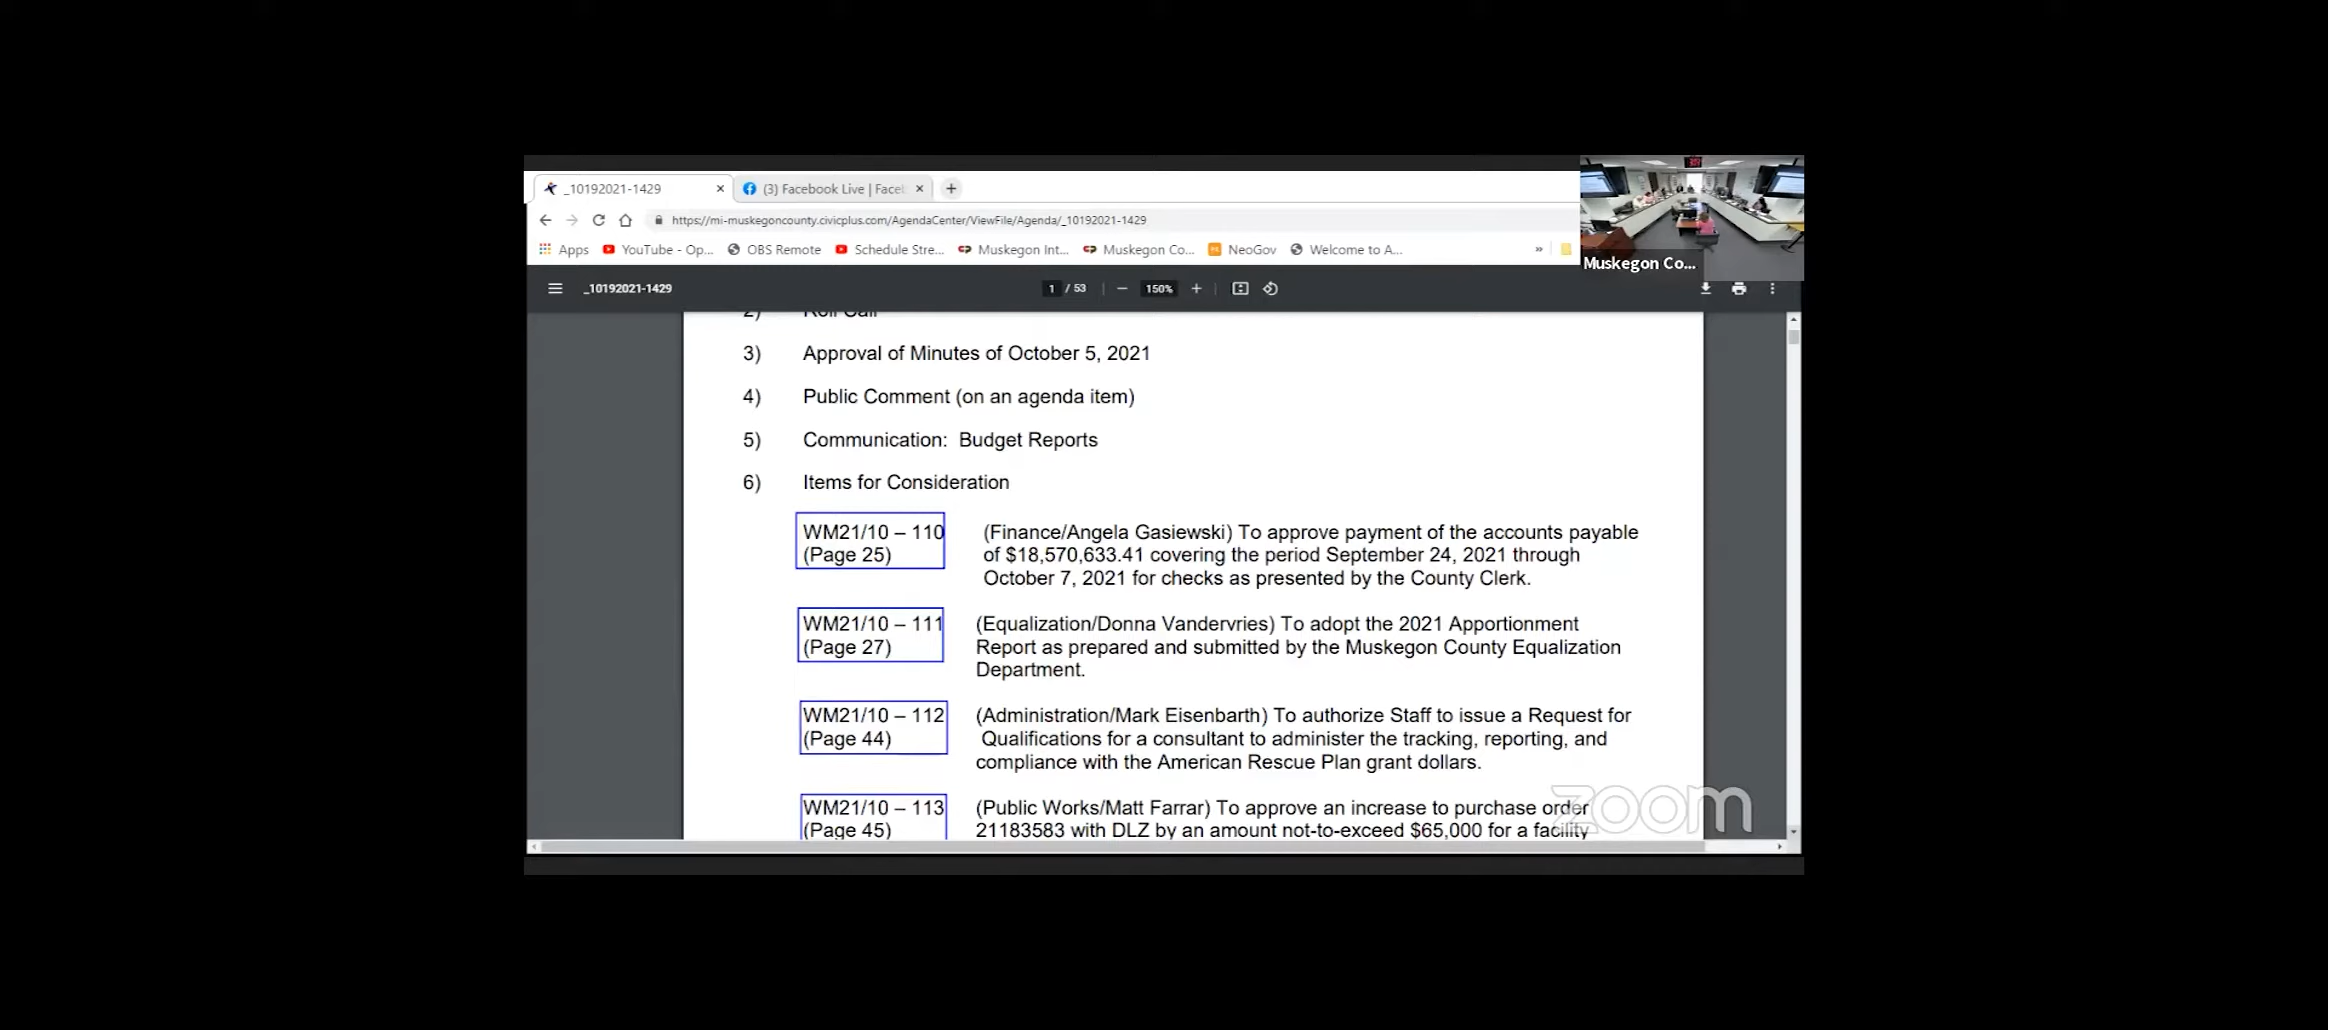 _10192021-1429
(3) Facebook Live | Faceb
https://mi-muskegoncounty.civicplus.com/AgendaCenter/ViewFile/Agenda/_10192021-1429
Apps YouTube - Op... OBS Remote Schedule Stre... Muskegon Int... Muskegon Co... NeoGov Welcome to A... »
Muskegon Co...
_10192021-1429 1 / 53 150%
2) Roll Call
3) Approval of Minutes of October 5, 2021
4) Public Comment (on an agenda item)
5) Communication: Budget Reports
6) Items for Consideration
WM21/10 – 110
(Page 25)
(Finance/Angela Gasiewski) To approve payment of the accounts payable
of $18,570,633.41 covering the period September 24, 2021 through
October 7, 2021 for checks as presented by the County Clerk.
WM21/10 – 111
(Page 27)
(Equalization/Donna Vandervries) To adopt the 2021 Apportionment
Report as prepared and submitted by the Muskegon County Equalization
Department.
WM21/10 – 112
(Page 44)
(Administration/Mark Eisenbarth) To authorize Staff to issue a Request for
Qualifications for a consultant to administer the tracking, reporting, and
compliance with the American Rescue Plan grant dollars.
WM21/10 – 113
(Page 45)
(Public Works/Matt Farrar) To approve an increase to purchase order
21183583 with DLZ by an amount not-to-exceed $65,000 for a facility
zoom